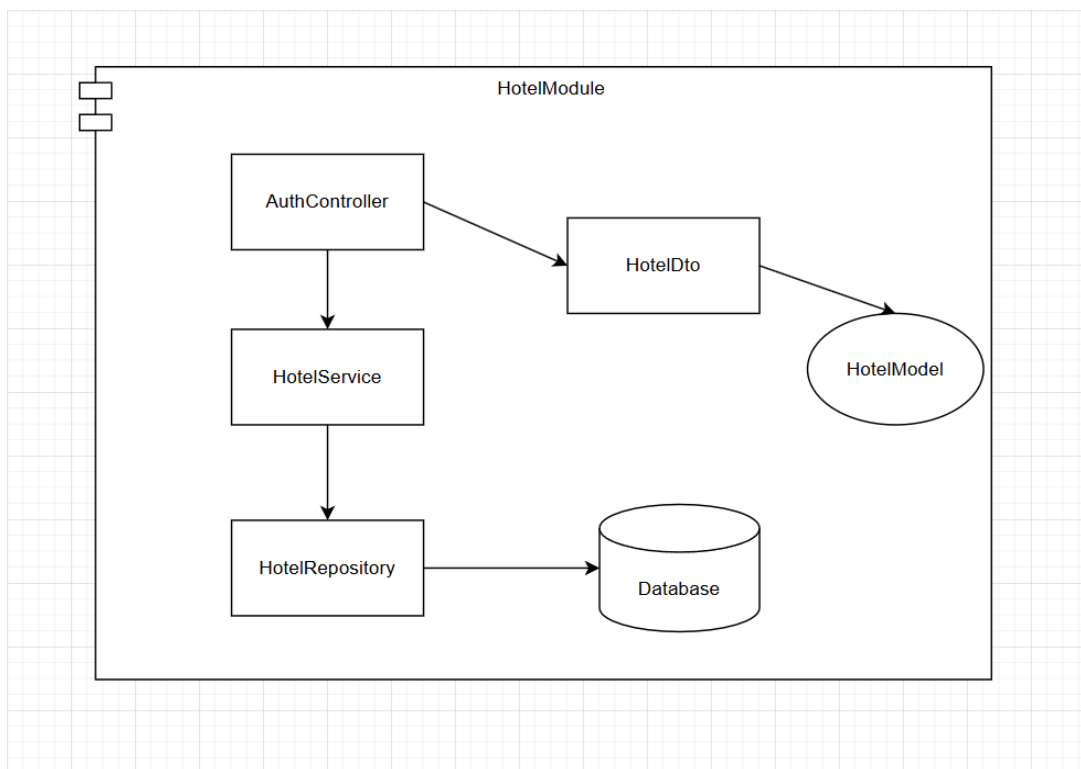 HotelModule
AuthController
HotelDto
HotelService
HotelModel
HotelRepository
Database